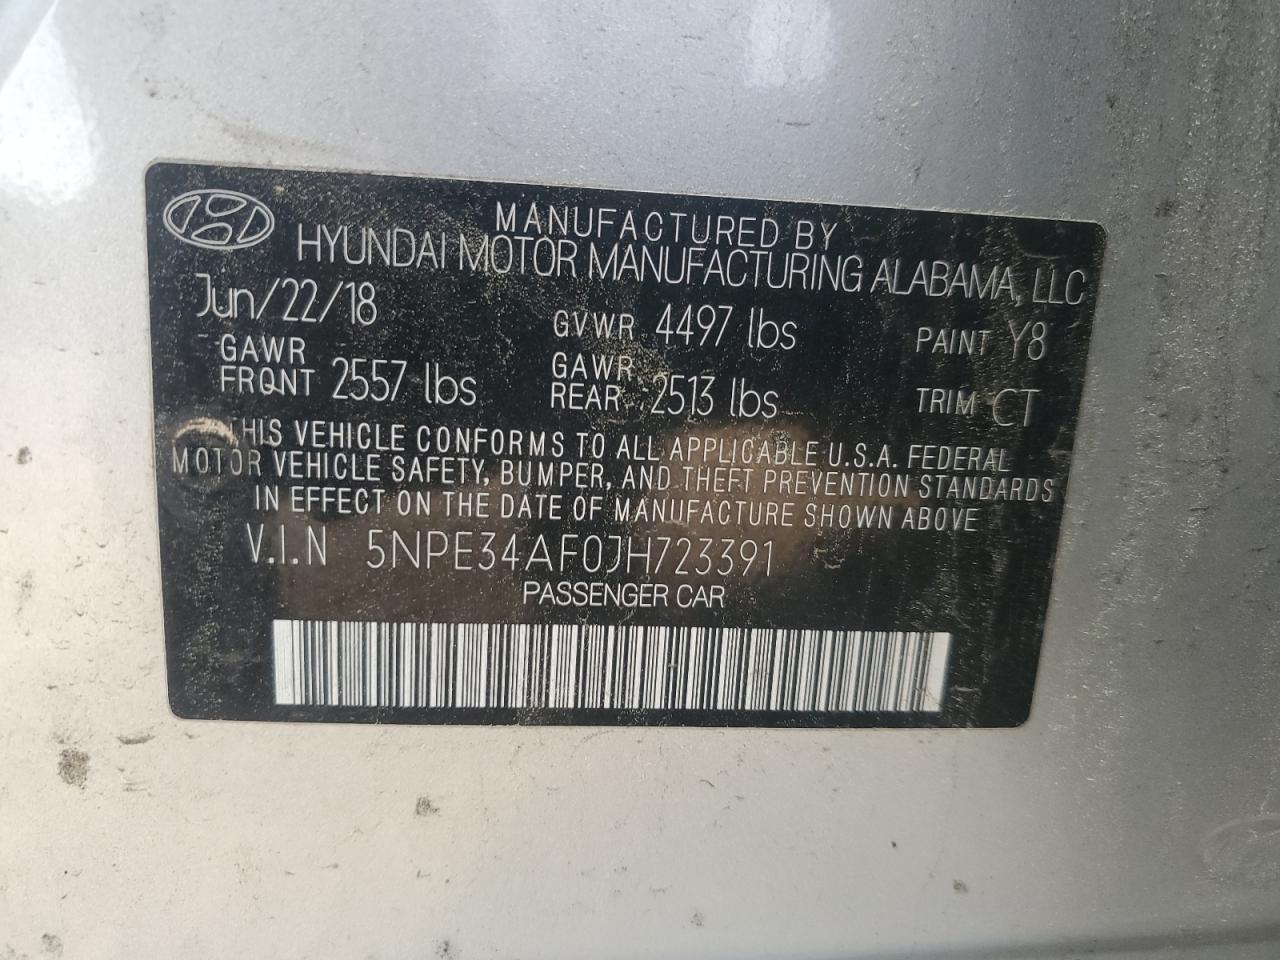 MANUFACTURED BY
HYUNDAI MOTOR MANUFACTURING ALABAMA, LLC
Jun/22/18 GVWR 4497 lbs PAINT Y8
GAWR FRONT 2557 lbs GAWR REAR 2513 lbs TRIM CT
THIS VEHICLE CONFORMS TO ALL APPLICABLE U.S.A. FEDERAL
MOTOR VEHICLE SAFETY, BUMPER, AND THEFT PREVENTION STANDARDS
IN EFFECT ON THE DATE OF MANUFACTURE SHOWN ABOVE
V.I.N 5NPE34AF0JH723391
PASSENGER CAR